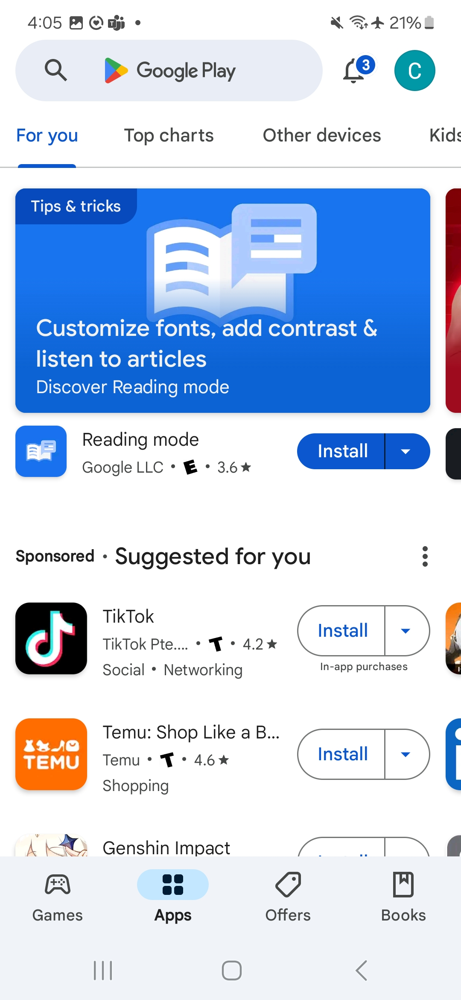 4:05
21%
Google Play
3
C
For you
Top charts
Other devices
Kids
Tips & tricks
Customize fonts, add contrast &
listen to articles
Discover Reading mode
Reading mode
Install
Google LLC • E • 3.6 ★
Sponsored • Suggested for you
TikTok
Install
TikTok Pte.... • T • 4.2 ★
In-app purchases
Social • Networking
Temu: Shop Like a B...
TEMU
Install
Temu • T • 4.6 ★
Shopping
Genshin Impact
Games
Apps
Offers
Books